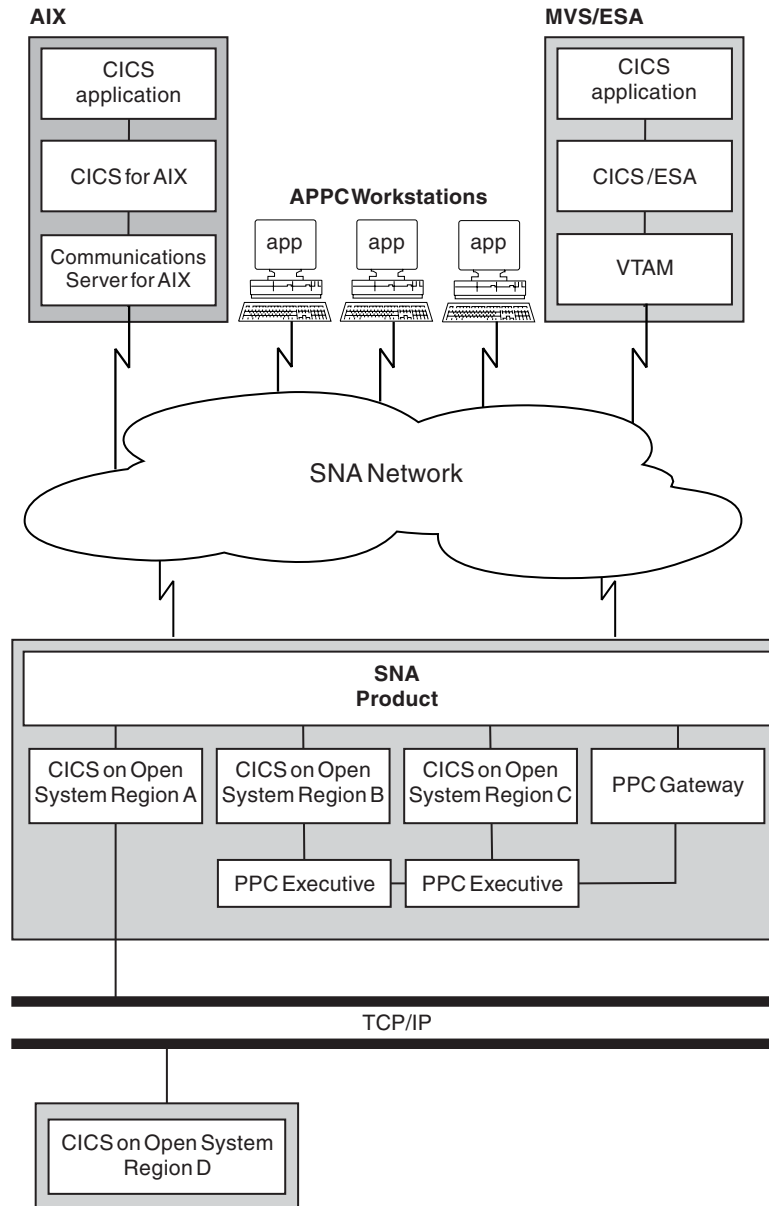 AIX
CICS
application
CICS for AIX
Communications
Server for AIX
APPC Workstations
app
app
app
MVS/ESA
CICS
application
CICS/ESA
VTAM
SNA Network
SNA
Product
CICS on Open
System Region A
CICS on Open
System Region B
CICS on Open
System Region C
PPC Gateway
PPC Executive
PPC Executive
TCP/IP
CICS on Open System
Region D